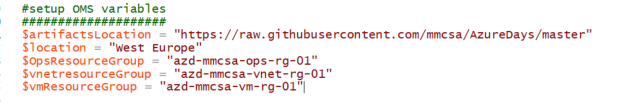 #setup OMS variables
####################
$artifactsLocation = "https://raw.githubusercontent.com/mmcsa/AzureDays/master"
$location = "West Europe"
$OpsResourceGroup = "azd-mmcsa-ops-rg-01"
$vnetresourceGroup = "azd-mmcsa-vnet-rg-01"
$vmResourceGroup = "azd-mmcsa-vm-rg-01"